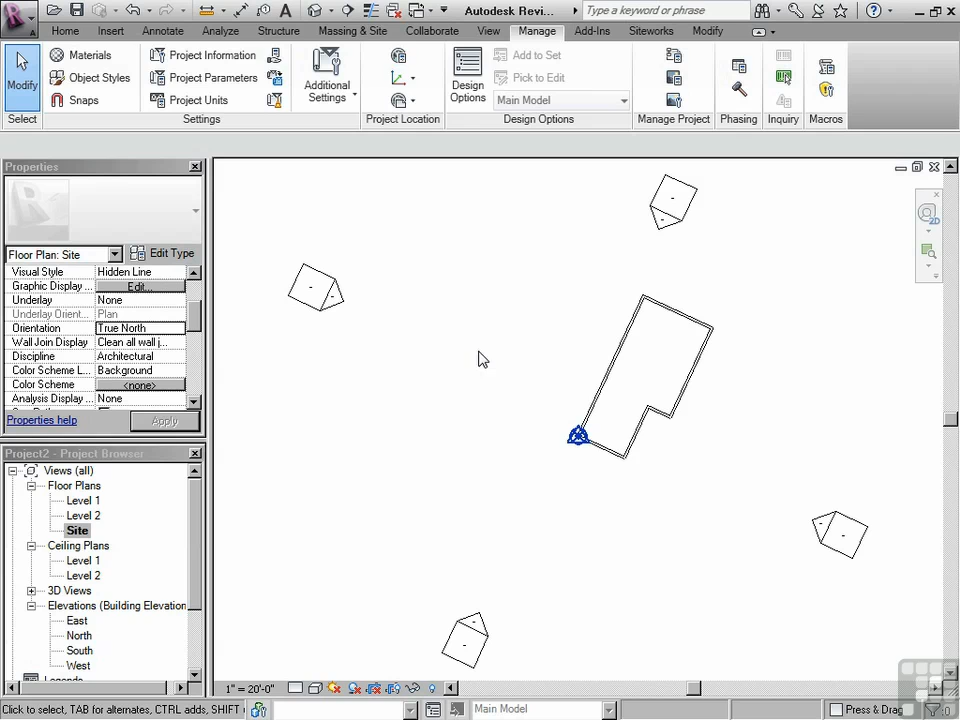 Autodesk Revi...
Type a keyword or phrase
Home Insert Annotate Analyze Structure Massing & Site Collaborate View Manage Add-Ins Siteworks Modify
Modify
Materials
Object Styles
Snaps
Project Information
Project Parameters
Project Units
Additional
Settings
Design
Options
Add to Set
Pick to Edit
Main Model
Select Settings Project Location Design Options Manage Project Phasing Inquiry Macros
Properties
Floor Plan: Site Edit Type
Visual Style Hidden Line
Graphic Display ... Edit...
Underlay None
Underlay Orient... Plan
Orientation True North
Wall Join Display Clean all wall j...
Discipline Architectural
Color Scheme L... Background
Color Scheme <none>
Analysis Display ... None
Properties help Apply
Project2 - Project Browser
Views (all)
Floor Plans
Level 1
Level 2
Site
Ceiling Plans
Level 1
Level 2
3D Views
Elevations (Building Elevation
East
North
South
West
2D
1" = 20'-0"
Click to select, TAB for alternates, CTRL adds, SHIFT
Main Model
Press & Drag
:0